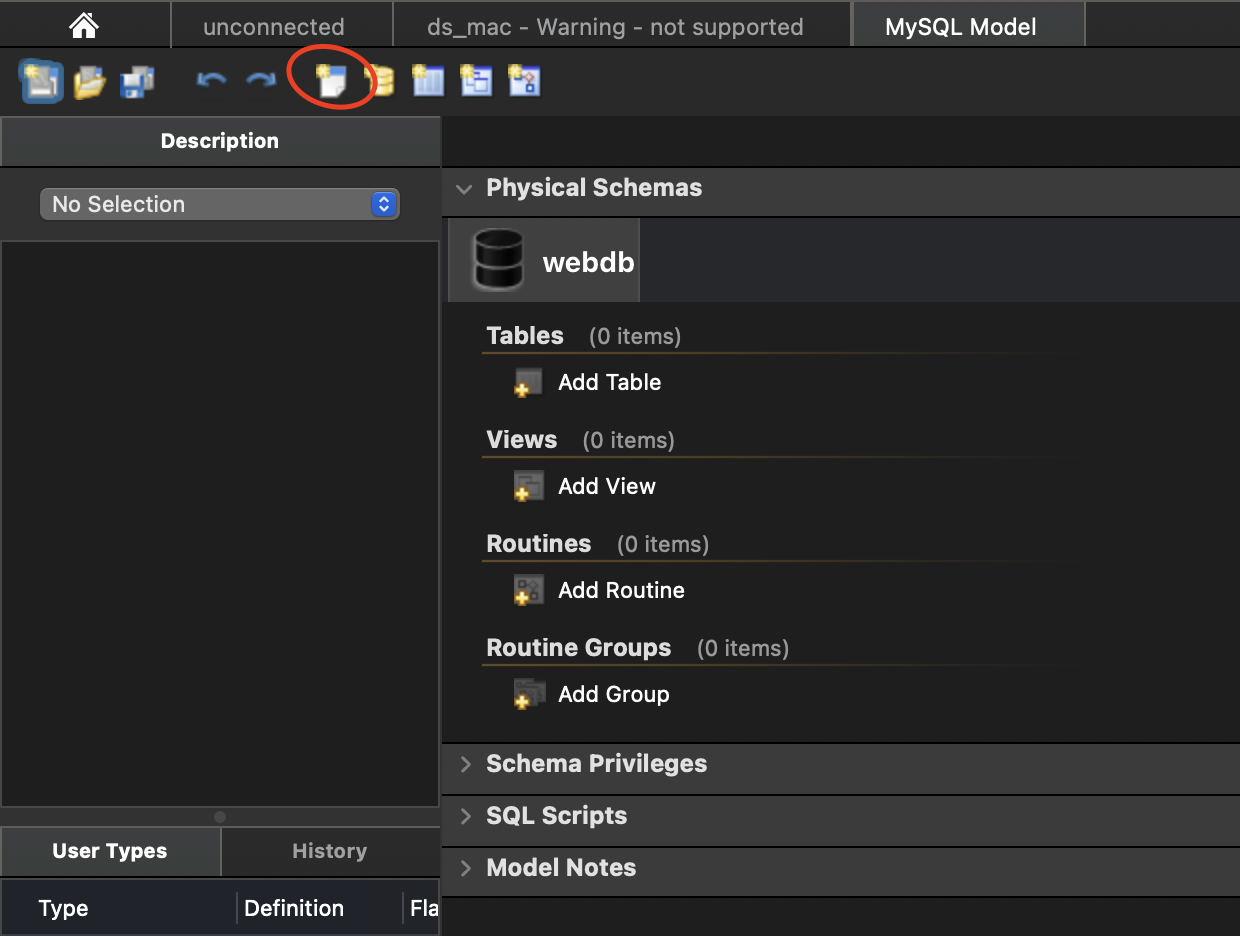 unconnected
ds_mac - Warning - not supported
MySQL Model
Description
No Selection
Physical Schemas
webdb
Tables (0 items)
Add Table
Views (0 items)
Add View
Routines (0 items)
Add Routine
Routine Groups (0 items)
Add Group
Schema Privileges
SQL Scripts
Model Notes
User Types
History
Type
Definition
Fla